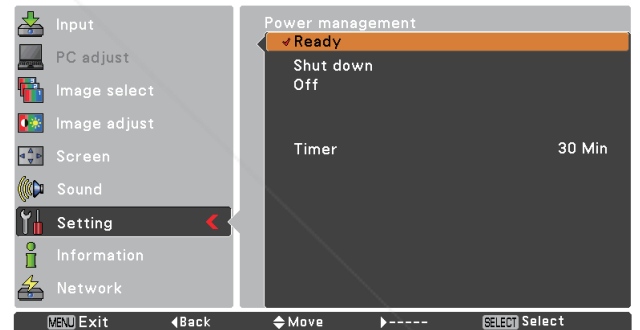 Input
PC adjust
Image select
Image adjust
Screen
Sound
Setting
Information
Network
Power management
Ready
Shut down
Off
Timer 30 Min
MENU Exit Back Move ----- SELECT Select